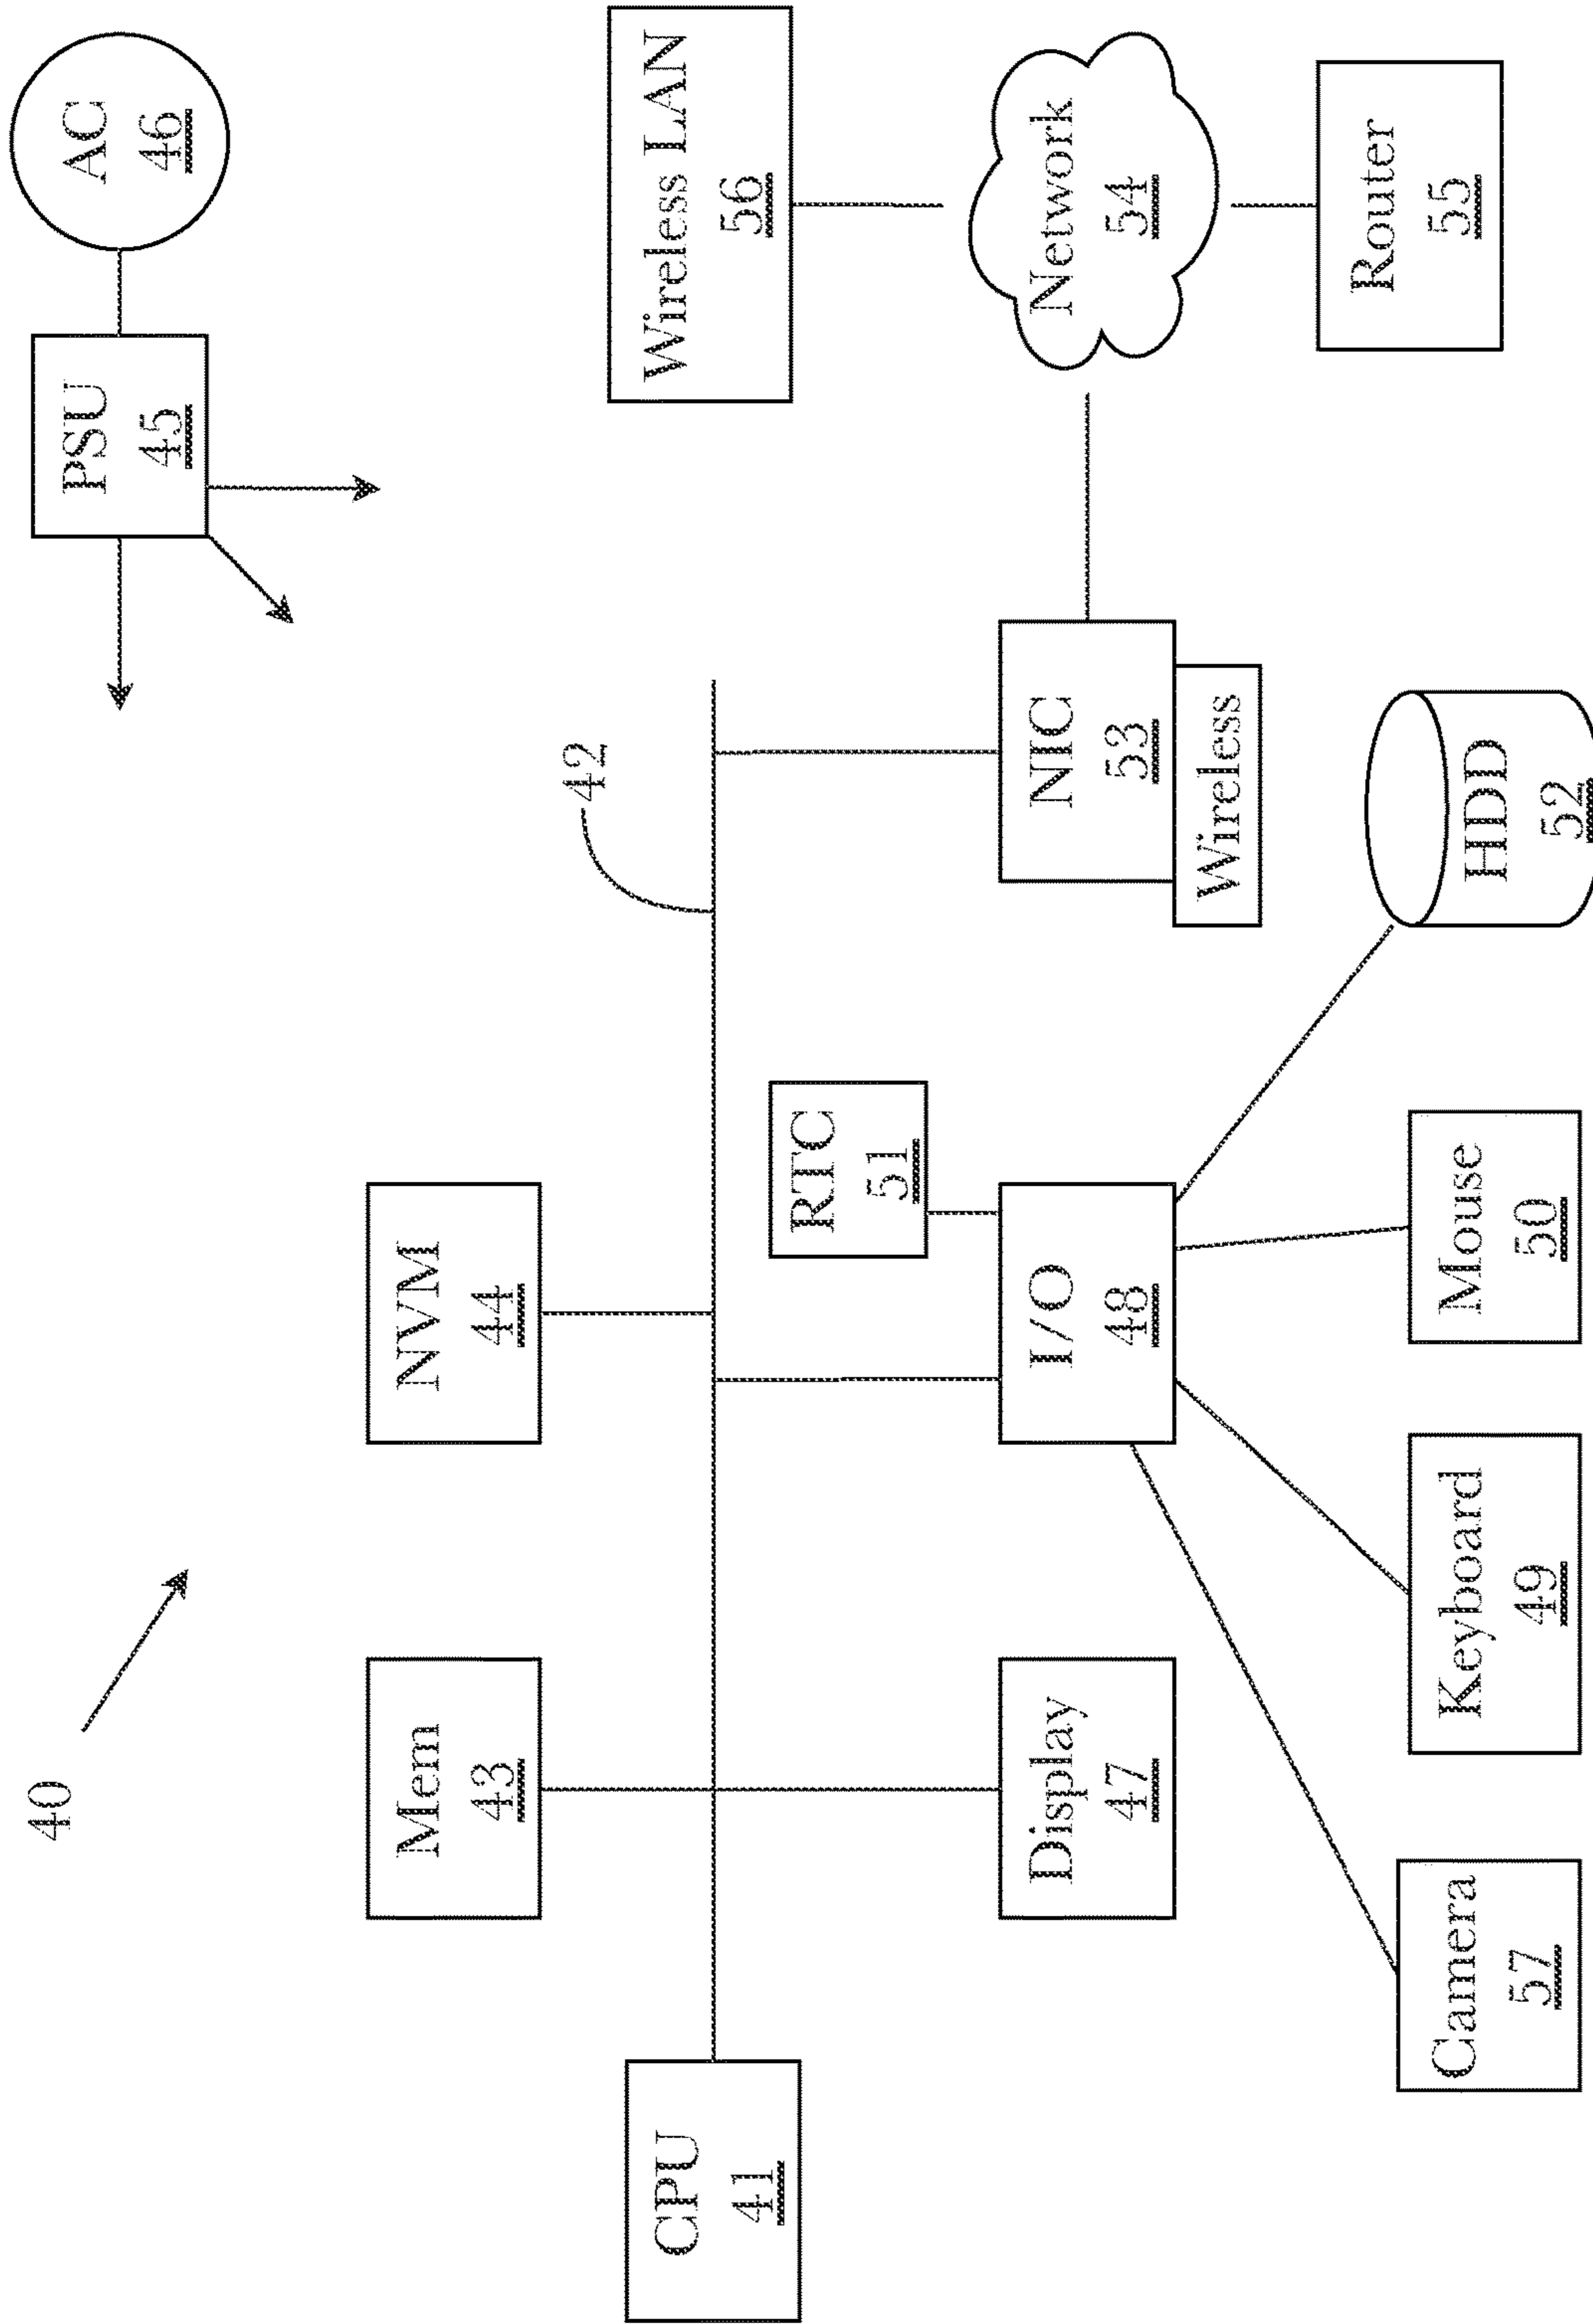 40
PSU
45
AC
46
Mem
43
NVM
44
42
CPU
41
Wireless LAN
56
RTC
51
Display
47
I/O
48
NIC
53
Wireless
Network
54
Camera
57
Keyboard
49
Mouse
50
HDD
52
Router
55